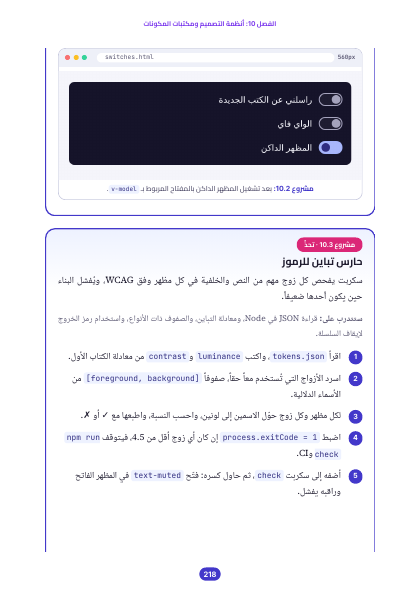 الفصل 10: أنظمة التصميم ومكتبات المكونات
switches.html
560px
راسلني عن الكتب الجديدة
الواي فاي
المظهر الداكن
مشروع 10.2: بعد تشغيل المظهر الداكن بالمفتاح المربوط بـ v-model.
مشروع 10.3 · تحدٍّ
حارس تباين للرموز
سكربت يفحص كل زوج مهم من النص والخلفية في كل مظهر وفق WCAG، ويُفشل البناء
حين يكون أحدها ضعيفاً.
ستتدرب على: قراءة JSON في Node، ومعادلة التباين، والصفوف ذات الأنواع، واستخدام رمز الخروج
لإيقاف السلسلة.
1 اقرأ tokens.json، واكتب luminance و contrast من معادلة الكتاب الأول.
2 اسرد الأزواج التي تُستخدم معاً حقاً، صفوفاً [foreground, background] من
الأسماء الدلالية.
3 لكل مظهر وكل زوج حوّل الاسمين إلى لونين، واحسب النسبة، واطبعها مع ✓ أو ✗.
4 اضبط process.exitCode = 1 إن كان أي زوج أقل من 4.5، فيتوقف npm run
check وCI.
5 أضفه إلى سكربت check، ثم حاول كسره: فتّح text-muted في المظهر الفاتح
وراقبه يفشل.
218